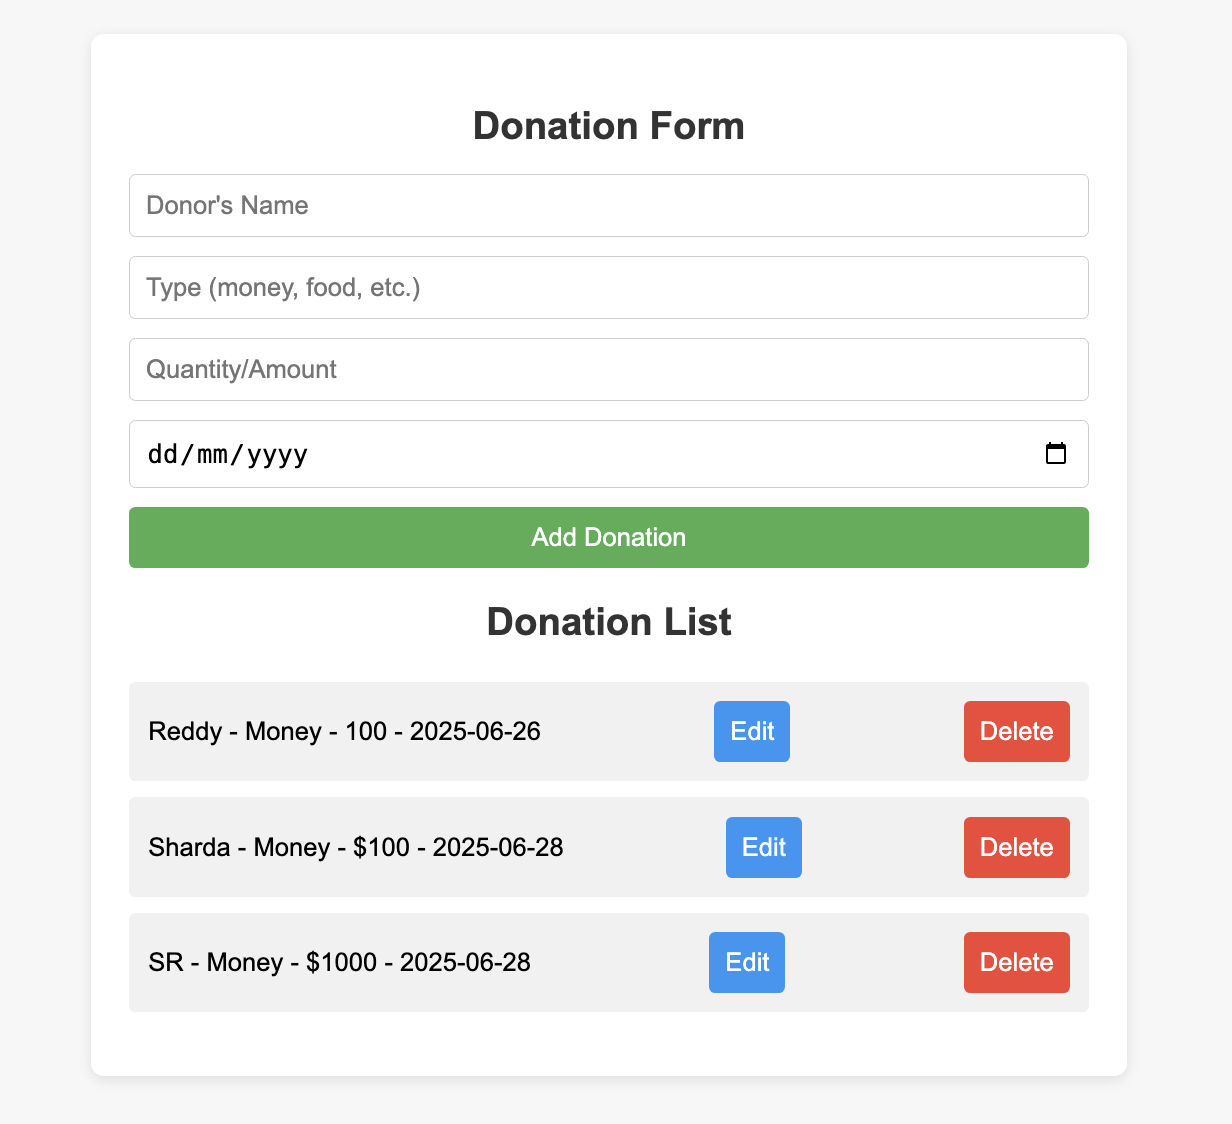 Donation Form
Donor's Name
Type (money, food, etc.)
Quantity/Amount
dd/mm/yyyy
Add Donation
Donation List
Reddy - Money - 100 - 2025-06-26 Edit Delete
Sharda - Money - $100 - 2025-06-28 Edit Delete
SR - Money - $1000 - 2025-06-28 Edit Delete